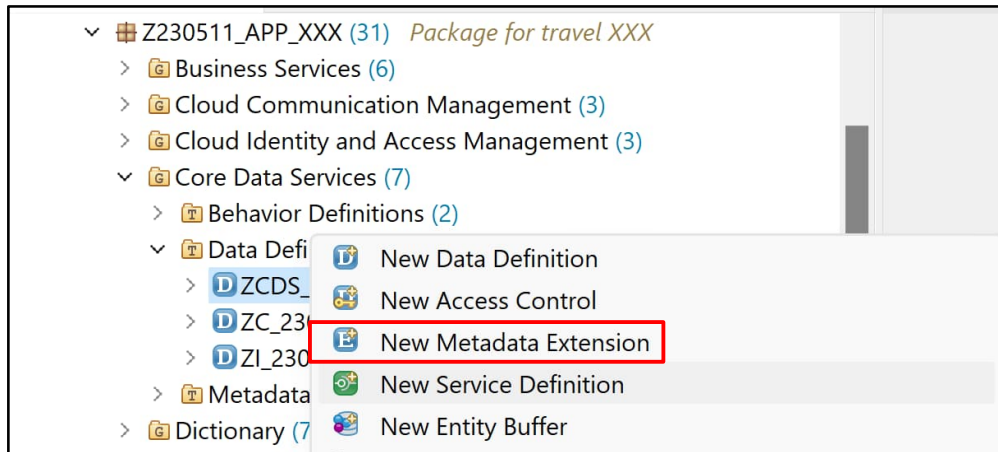 Z230511_APP_XXX (31) Package for travel XXX
G Business Services (6)
G Cloud Communication Management (3)
G Cloud Identity and Access Management (3)
G Core Data Services (7)
T Behavior Definitions (2)
T Data Defi
D ZCDS_
D ZC_23
D ZI_230
T Metadata
G Dictionary (7
D New Data Definition
New Access Control
E New Metadata Extension
New Service Definition
New Entity Buffer